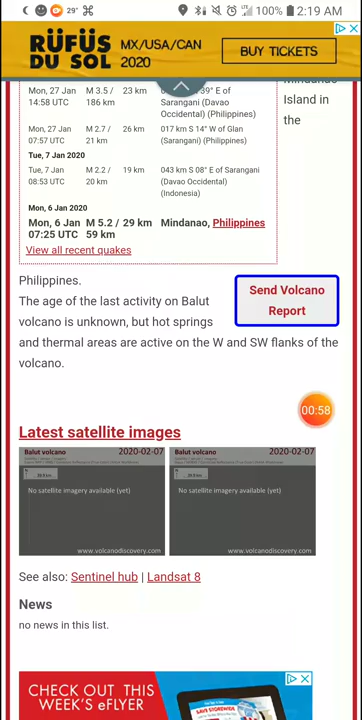 29° 100% 2:19 AM
RÜFÜS DU SOL
MX/USA/CAN
2020
BUY TICKETS
Mindanao
Mon, 27 Jan
14:58 UTC
M 3.5 /
186 km
23 km
39° E of
Sarangani (Davao
Occidental) (Philippines)
Island in
the
Mon, 27 Jan
07:57 UTC
M 2.7 /
21 km
26 km
017 km S 14° W of Glan
(Sarangani) (Philippines)
Tue, 7 Jan 2020
Tue, 7 Jan
08:53 UTC
M 2.2 /
20 km
19 km
043 km S 08° E of Sarangani
(Davao Occidental)
(Indonesia)
Mon, 6 Jan 2020
Mon, 6 Jan
07:25 UTC
M 5.2 /
59 km
29 km
Mindanao, Philippines
View all recent quakes
Philippines.
Send Volcano
Report
The age of the last activity on Balut
volcano is unknown, but hot springs
and thermal areas are active on the W and SW flanks of the
volcano.
00:58
Latest satellite images
Balut volcano 2020-02-07
No satellite imagery available (yet)
www.volcanodiscovery.com
Balut volcano 2020-02-07
No satellite imagery available (yet)
www.volcanodiscovery.com
See also: Sentinel hub | Landsat 8
News
no news in this list.
CHECK OUT THIS
WEEK'S eFLYER